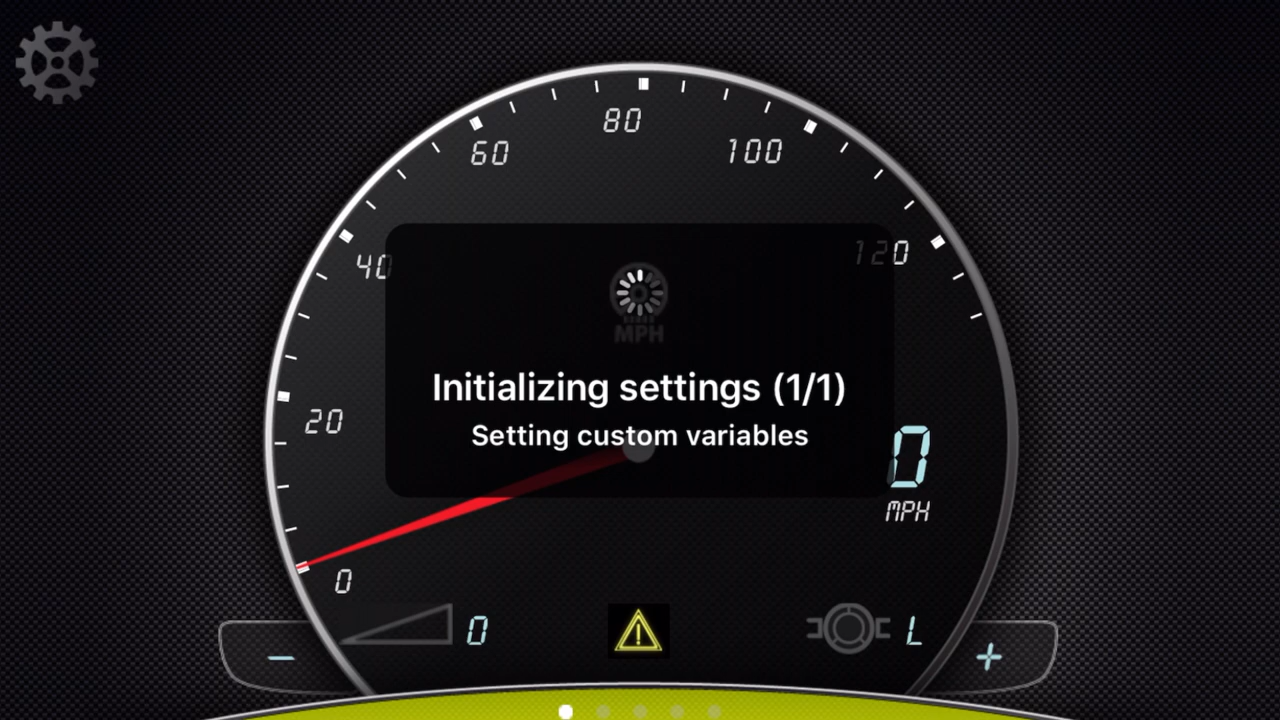 80
60
100
40
120
MPH
Initializing settings (1/1)
20
Setting custom variables
0
MPH
0
0
L
−
+